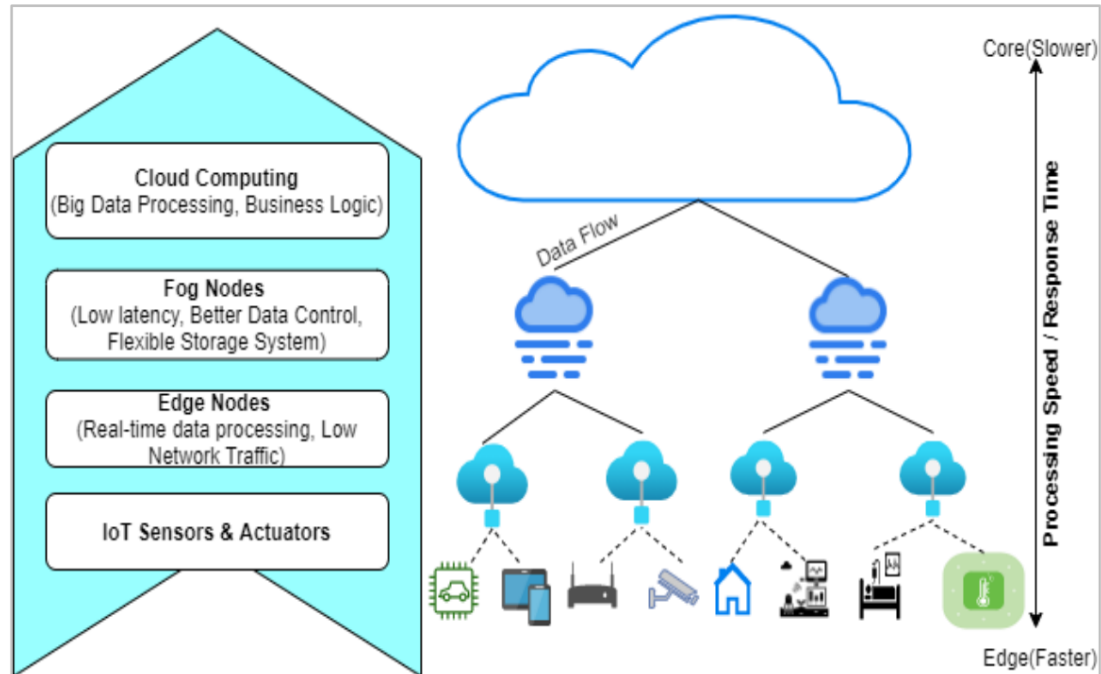 Cloud Computing
(Big Data Processing, Business Logic)
Fog Nodes
(Low latency, Better Data Control,
Flexible Storage System)
Edge Nodes
(Real-time data processing, Low
Network Traffic)
IoT Sensors & Actuators
Data Flow
Core(Slower)
Processing Speed / Response Time
Edge(Faster)